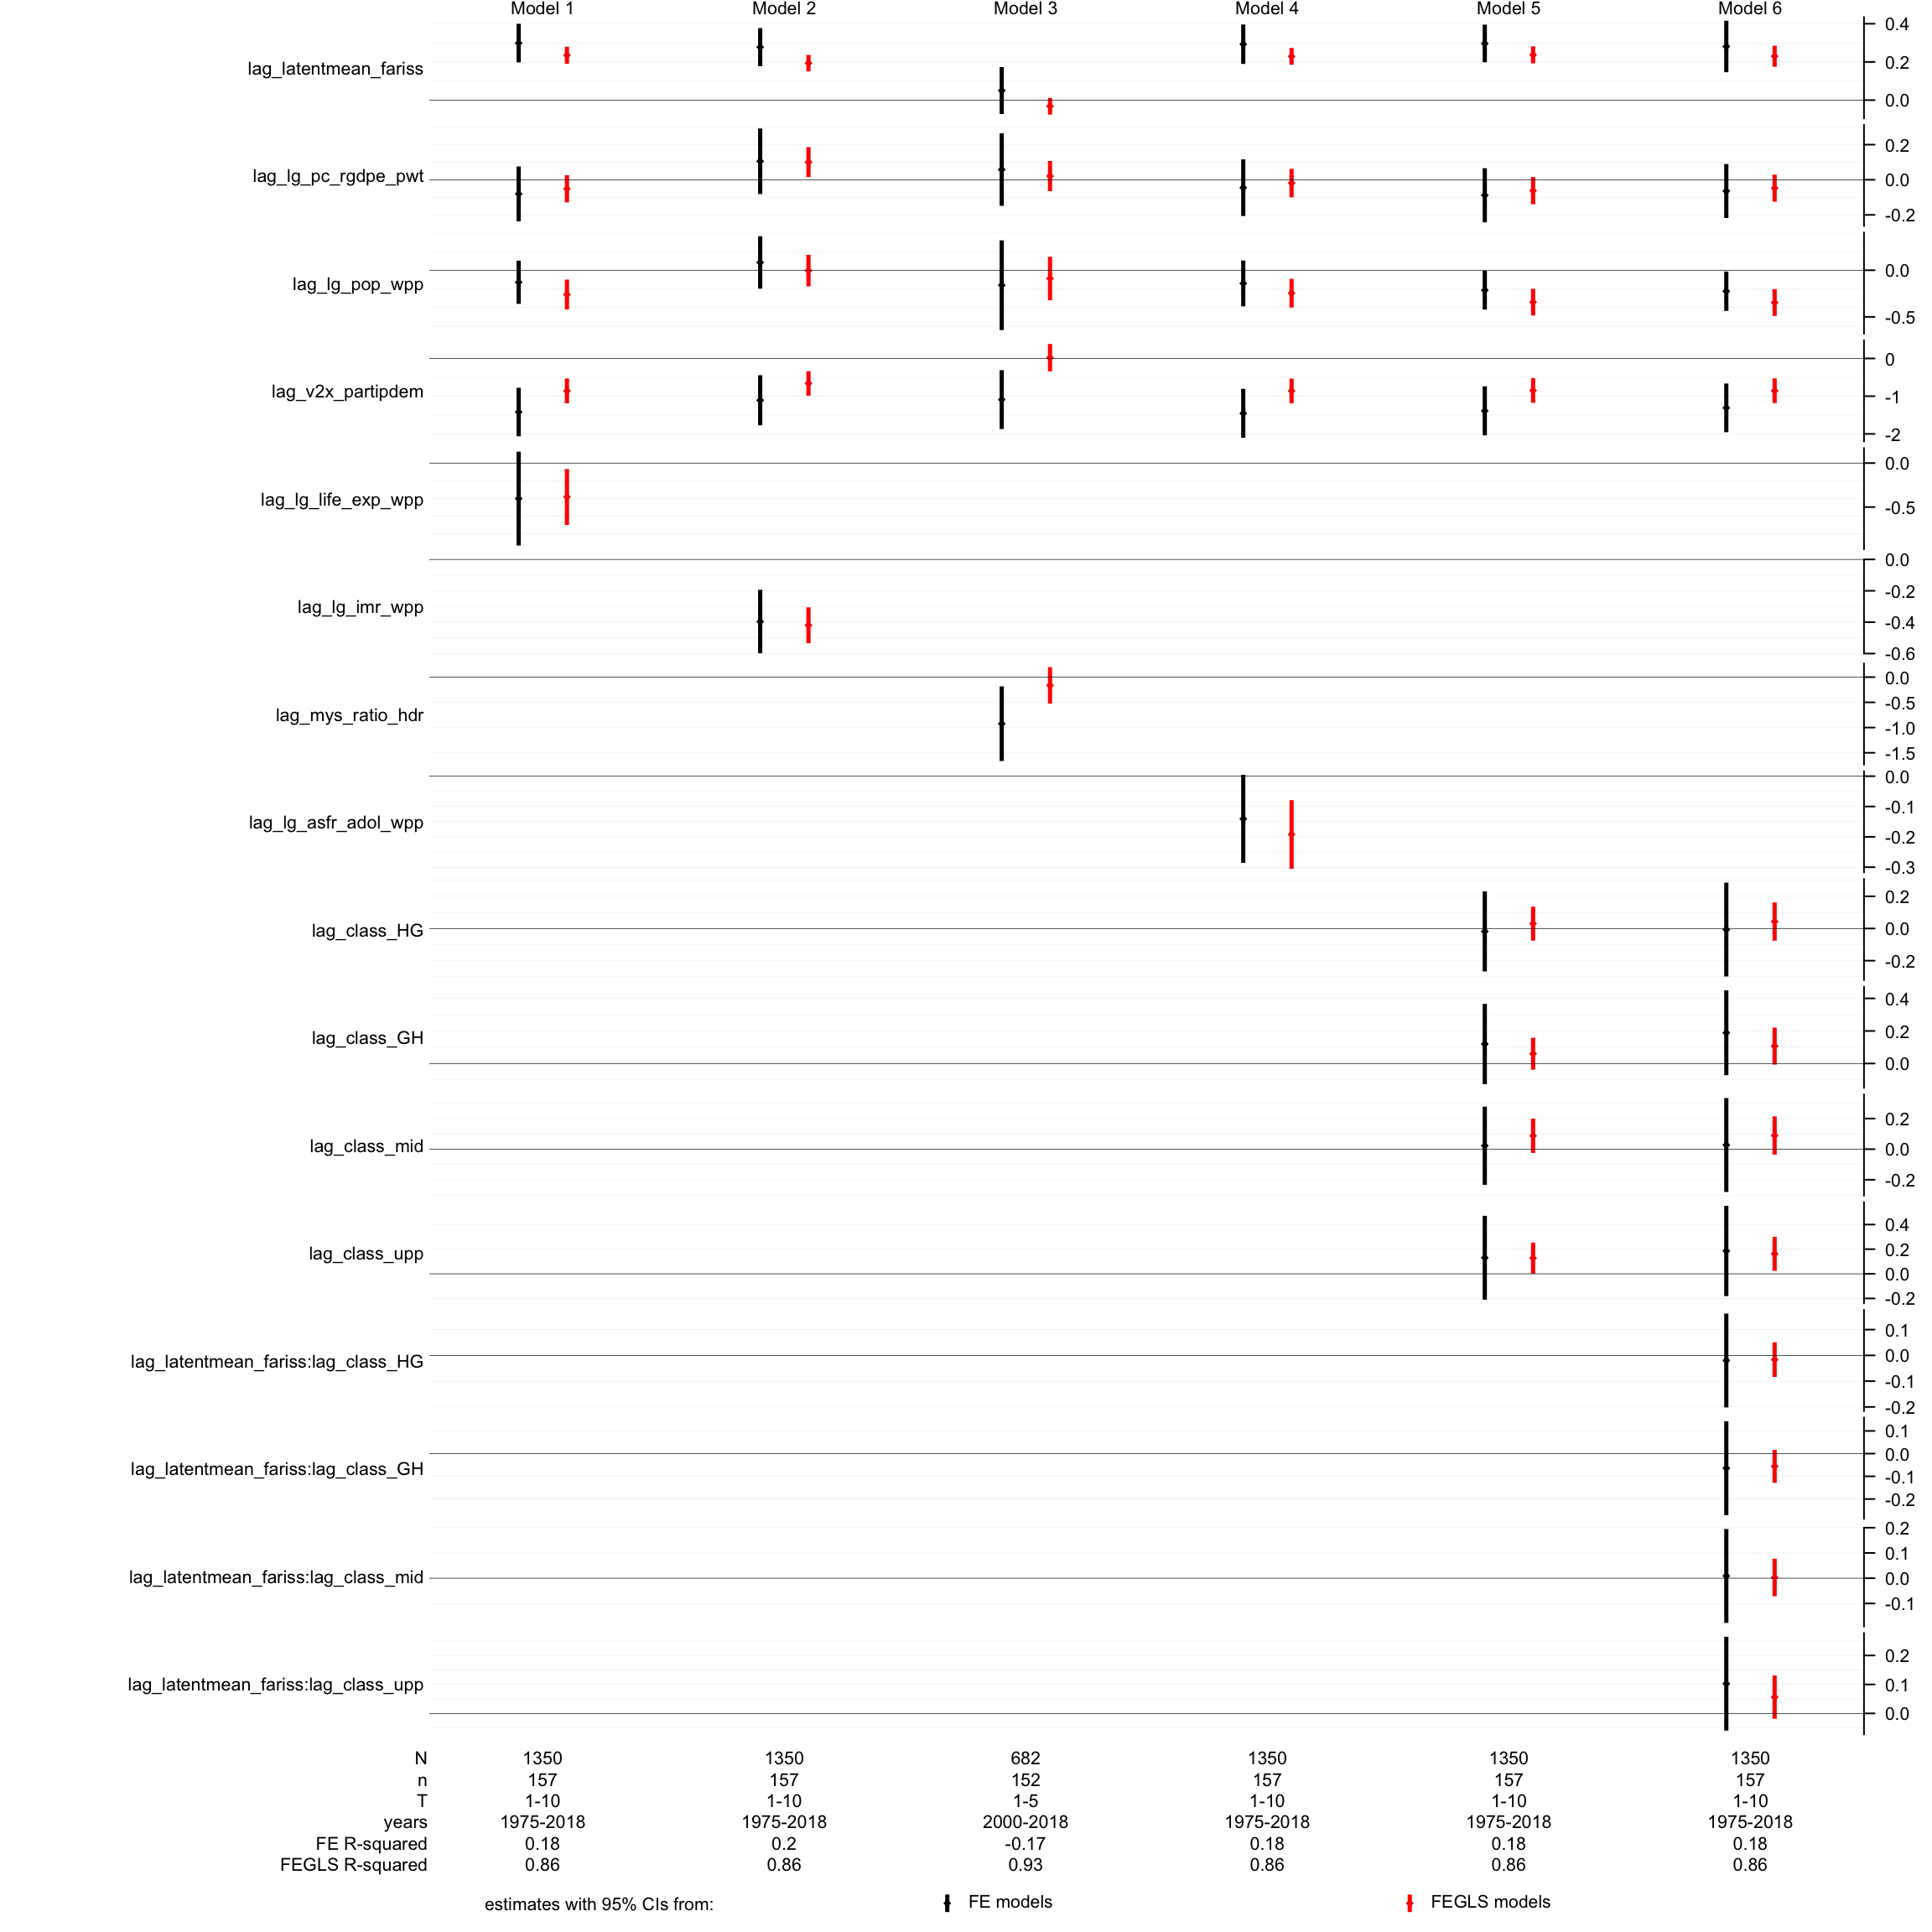 Model 1 Model 2 Model 3 Model 4 Model 5 Model 6
lag_latentmean_fariss
0.4
0.2
0.0
lag_lg_pc_rgdpe_pwt
0.2
0.0
-0.2
lag_lg_pop_wpp
0.0
-0.5
lag_v2x_partipdem
0
-1
-2
lag_lg_life_exp_wpp
0.0
-0.5
lag_lg_imr_wpp
0.0
-0.2
-0.4
-0.6
lag_mys_ratio_hdr
0.0
-0.5
-1.0
-1.5
lag_lg_asfr_adol_wpp
0.0
-0.1
-0.2
-0.3
lag_class_HG
0.2
0.0
-0.2
lag_class_GH
0.4
0.2
0.0
lag_class_mid
0.2
0.0
-0.2
lag_class_upp
0.4
0.2
0.0
-0.2
lag_latentmean_fariss:lag_class_HG
0.1
0.0
-0.1
-0.2
lag_latentmean_fariss:lag_class_GH
0.1
0.0
-0.1
-0.2
lag_latentmean_fariss:lag_class_mid
0.2
0.1
0.0
-0.1
lag_latentmean_fariss:lag_class_upp
0.2
0.1
0.0
N 1350 1350 682 1350 1350 1350
n 157 157 152 157 157 157
T 1-10 1-10 1-5 1-10 1-10 1-10
years 1975-2018 1975-2018 2000-2018 1975-2018 1975-2018 1975-2018
FE R-squared 0.18 0.2 -0.17 0.18 0.18 0.18
FEGLS R-squared 0.86 0.86 0.93 0.86 0.86 0.86
estimates with 95% CIs from: FE models FEGLS models